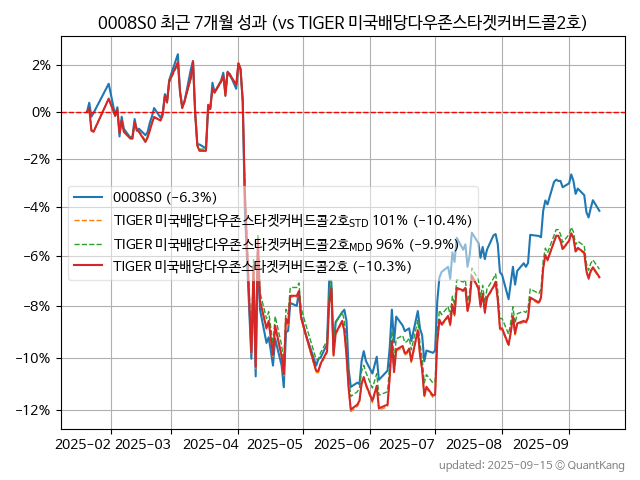 0008S0 최근 7개월 성과 (vs TIGER 미국배당다우존스타겟커버드콜2호)
2%
0%
−2%
−4%
−6%
−8%
−10%
−12%
0008S0 (−6.3%)
TIGER 미국배당다우존스타겟커버드콜2호STD 101% (−10.4%)
TIGER 미국배당다우존스타겟커버드콜2호MDD 96% (−9.9%)
TIGER 미국배당다우존스타겟커버드콜2호 (−10.3%)
2025-02 2025-03 2025-04 2025-05 2025-06 2025-07 2025-08 2025-09
updated: 2025-09-15 © QuantKang